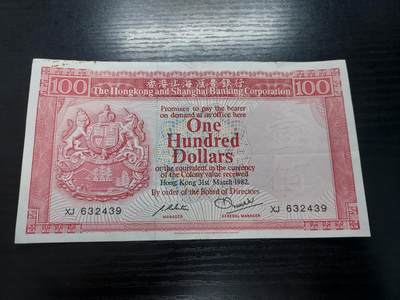 香港上海滙豐銀行
100 The Hongkong and Shanghai Banking Corporation 100
Promises to pay the bearer
on demand at its office here
One
Hundred
Dollars
or the equivalent in the currency
of the Colony value received
Hong Kong 31st March 1982.
By order of the Board of Directors
XJ 632439
MANAGER
GENERAL MANAGER
XJ 632439